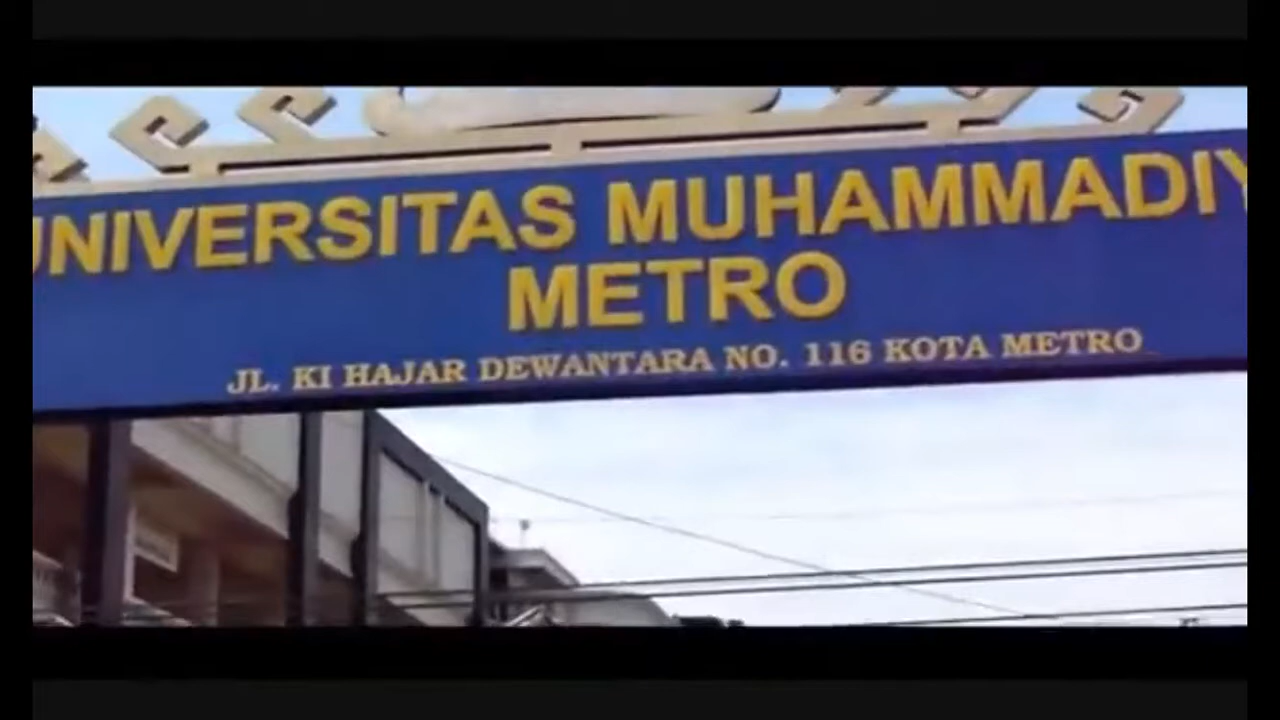 UNIVERSITAS MUHAMMADIY
METRO
JL. KI HAJAR DEWANTARA NO. 116 KOTA METRO